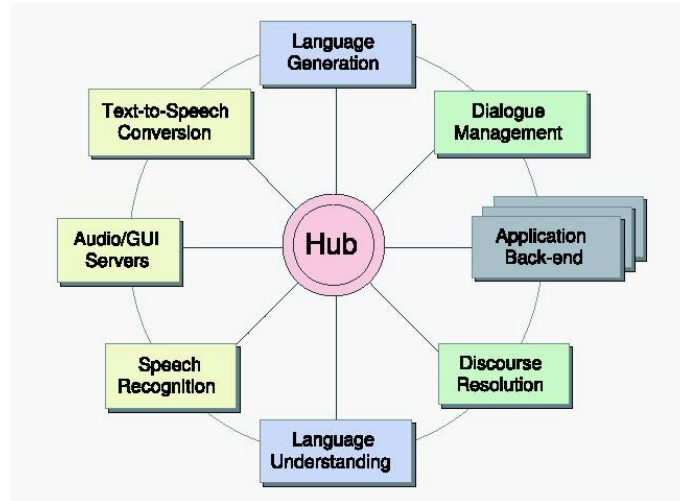 Language
Generation
Text-to-Speech
Conversion
Dialogue
Management
Audio/GUI
Servers
Hub
Application
Back-end
Speech
Recognition
Discourse
Resolution
Language
Understanding